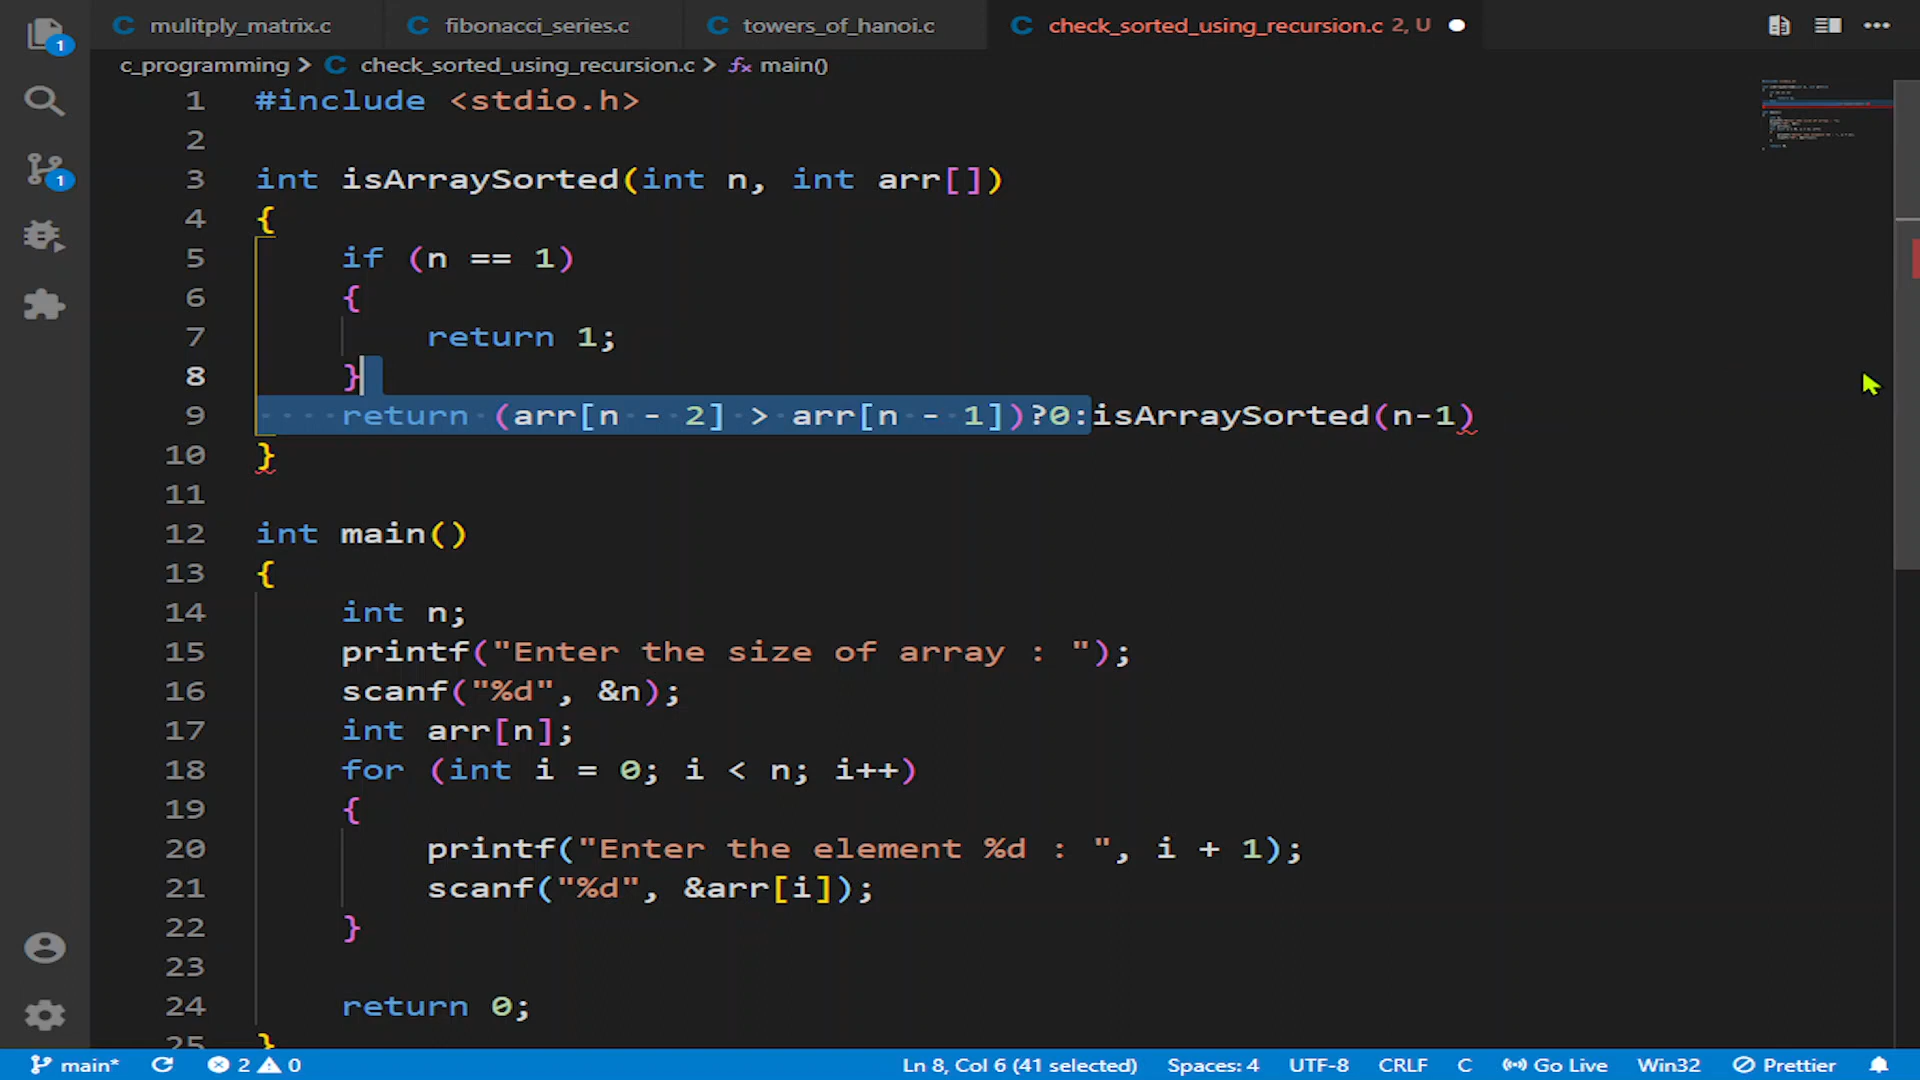 mulitply_matrix.c fibonacci_series.c towers_of_hanoi.c check_sorted_using_recursion.c 2, U
c_programming > C check_sorted_using_recursion.c > main()
1 #include <stdio.h>
2
3 int isArraySorted(int n, int arr[])
4 {
5 if (n == 1)
6 {
7 return 1;
8 }
9 return (arr[n - 2] > arr[n - 1])?0:isArraySorted(n-1)
10 }
11
12 int main()
13 {
14 int n;
15 printf("Enter the size of array : ");
16 scanf("%d", &n);
17 int arr[n];
18 for (int i = 0; i < n; i++)
19 {
20 printf("Enter the element %d : ", i + 1);
21 scanf("%d", &arr[i]);
22 }
23
24 return 0;
25 }
main* 2 0 Ln 8, Col 6 (41 selected) Spaces: 4 UTF-8 CRLF C Go Live Win32 Prettier
1
1